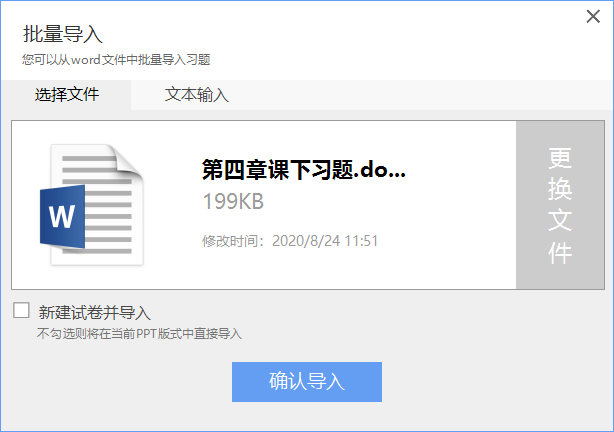 批量导入
您可以从word文件中批量导入习题
选择文件
文本输入
W
第四章课下习题.do...
199KB
修改时间：2020/8/24 11:51
更换文件
新建试卷并导入
不勾选则将在当前PPT版式中直接导入
确认导入